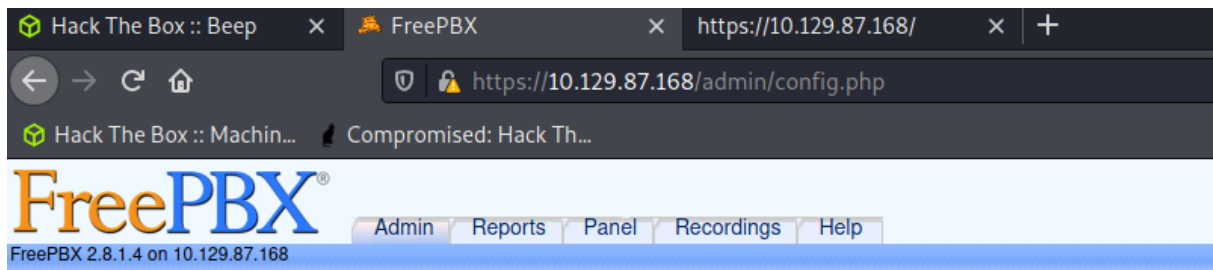 Hack The Box :: Beep × FreePBX × https://10.129.87.168/ × +
https://10.129.87.168/admin/config.php
Hack The Box :: Machin... Compromised: Hack Th...
FreePBX® Admin Reports Panel Recordings Help
FreePBX 2.8.1.4 on 10.129.87.168